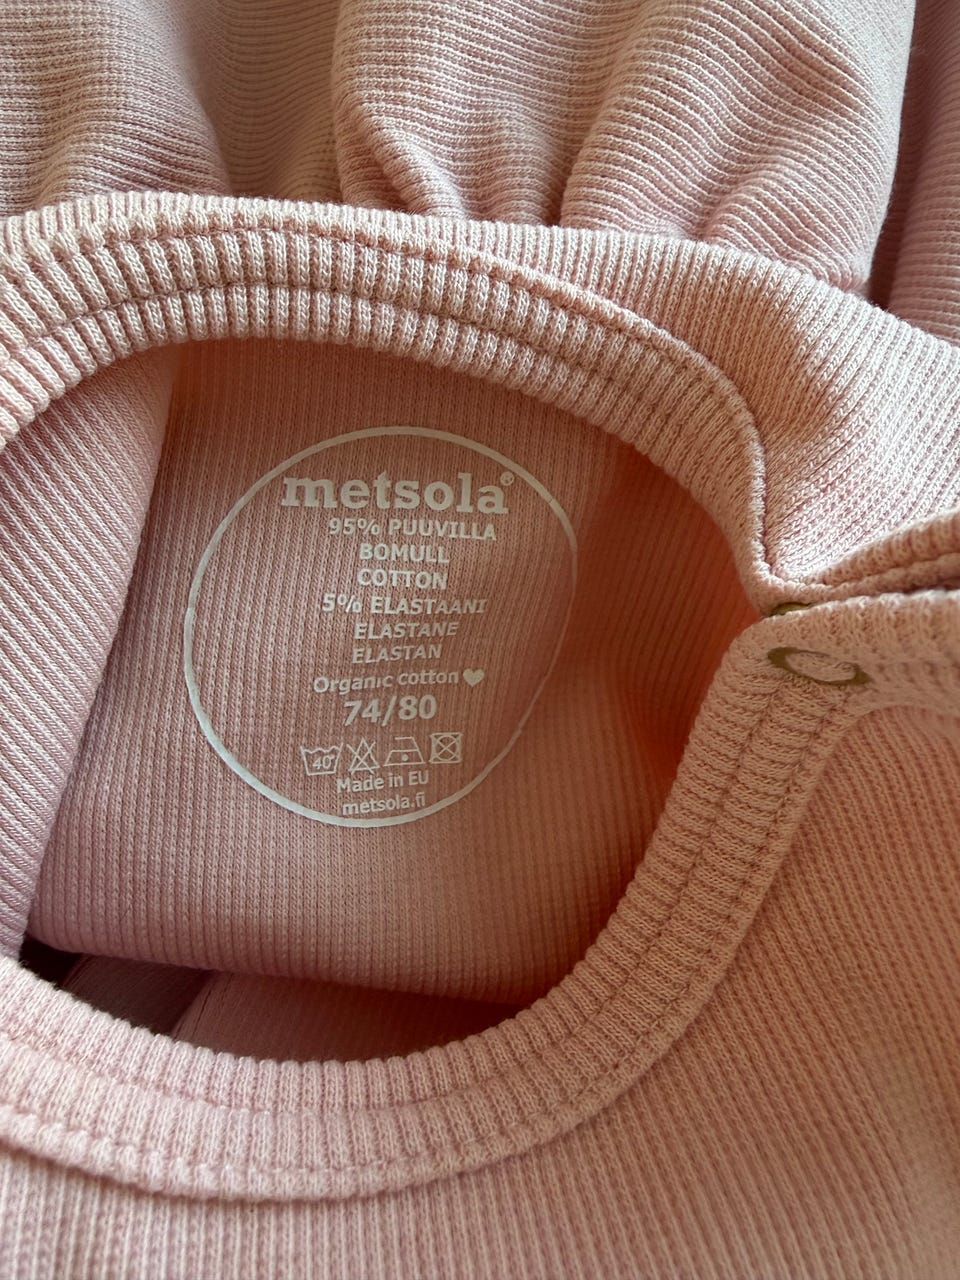 metsola®
95% PUUVILLA
BOMULL
COTTON
5% ELASTAANI
ELASTANE
ELASTAN
Organic cotton ♥
74/80
40°
Made in EU
metsola.fi